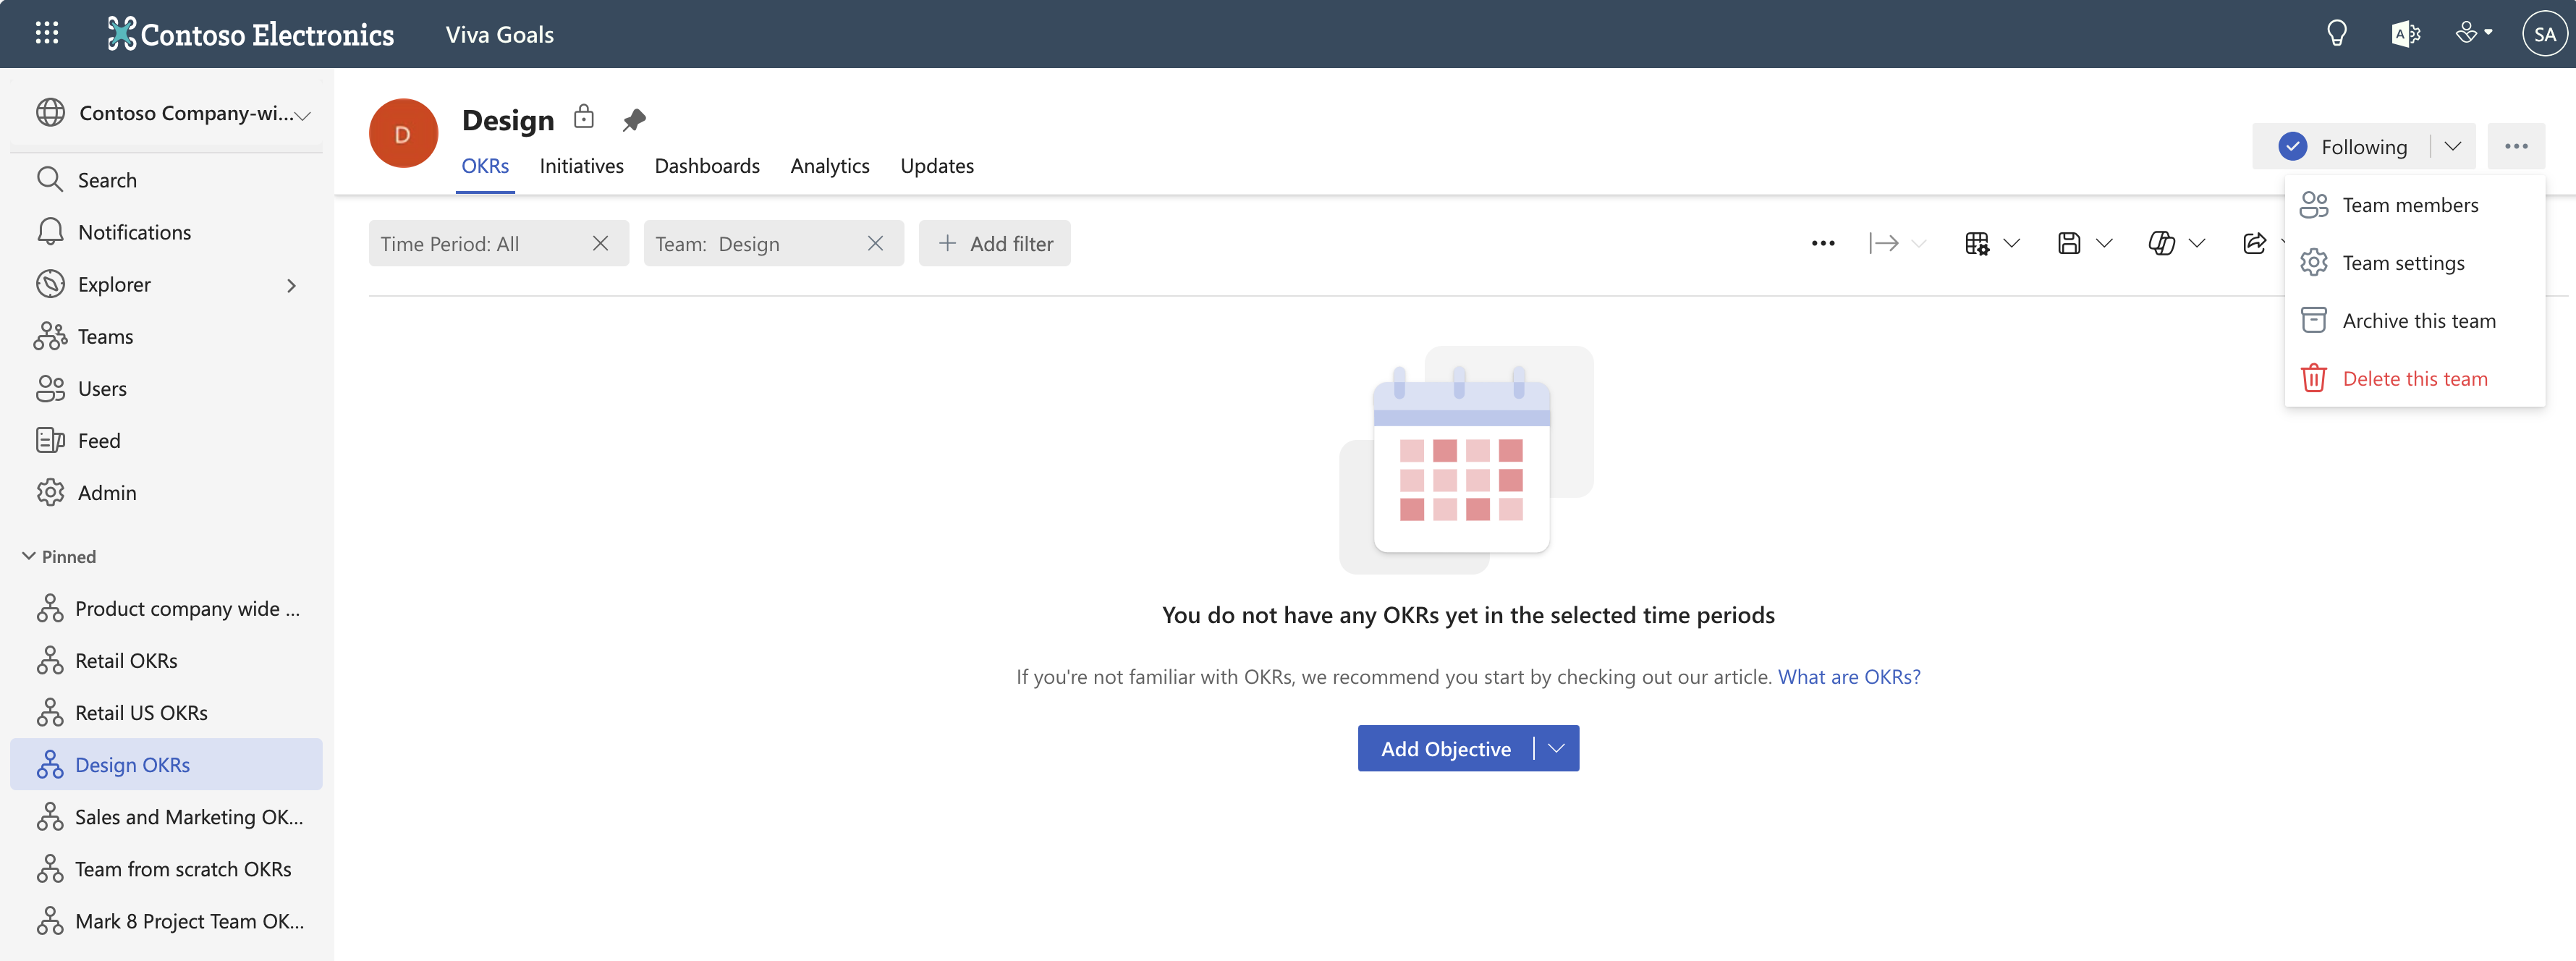 Contoso Electronics
Viva Goals
A
SA
Contoso Company-wi...
Search
Notifications
Explorer
Teams
Users
Feed
Admin
Pinned
Product company wide ...
Retail OKRs
Retail US OKRs
Design OKRs
Sales and Marketing OK...
Team from scratch OKRs
Mark 8 Project Team OK...
D
Design
OKRs Initiatives Dashboards Analytics Updates
Following
Team members
Team settings
Archive this team
Delete this team
Time Period: All
Team: Design
Add filter
You do not have any OKRs yet in the selected time periods
If you're not familiar with OKRs, we recommend you start by checking out our article. What are OKRs?
Add Objective